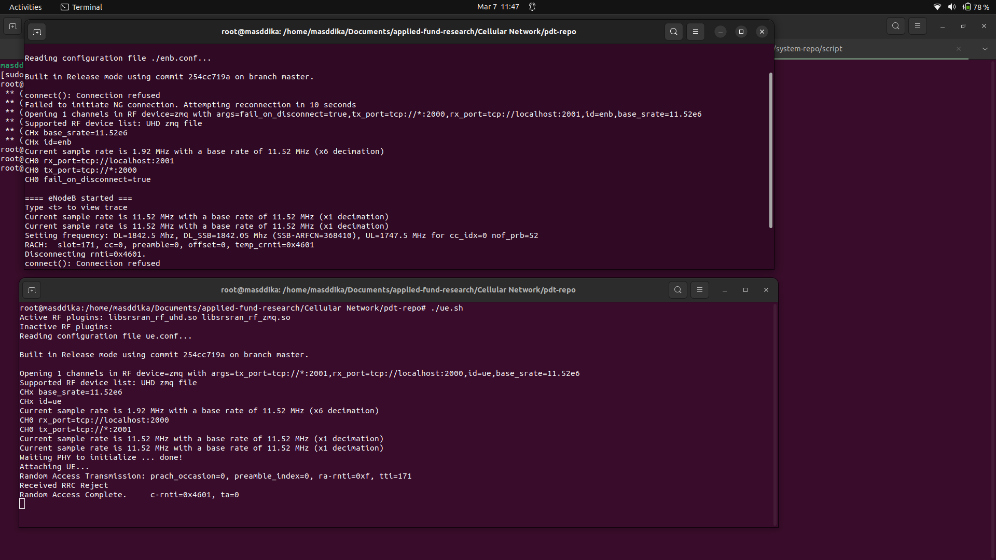 Activities
Terminal
Mar 7 11:47
78 %
root@masddika: /home/masddika/Documents/applied-fund-research/Cellular Network/pdt-repo
Reading configuration file ./enb.conf...
Built in Release mode using commit 254cc719a on branch master.
connect(): Connection refused
Failed to initiate NG connection. Attempting reconnection in 10 seconds
Opening 1 channels in RF device=zmq with args=fail_on_disconnect=true,tx_port=tcp://*:2000,rx_port=tcp://localhost:2001,id=enb,base_srate=11.52e6
Supported RF device list: UHD zmq file
CHx base_srate=11.52e6
CHx id=enb
Current sample rate is 1.92 MHz with a base rate of 11.52 MHz (x6 decimation)
CH0 rx_port=tcp://localhost:2001
CH0 tx_port=tcp://*:2000
CH0 fail_on_disconnect=true
==== eNodeB started ===
Type <t> to view trace
Current sample rate is 11.52 MHz with a base rate of 11.52 MHz (x1 decimation)
Current sample rate is 11.52 MHz with a base rate of 11.52 MHz (x1 decimation)
Setting frequency: DL=1842.5 MHz, DL_SSB=1842.05 MHz (SSB-ARFCN=368410), UL=1747.5 MHz for cc_idx=0 nof_prb=52
RACH:  slot=171, cc=0, preamble=0, offset=0, temp_crnti=0x4601
Disconnecting rnti=0x4601.
connect(): Connection refused
/system-repo/script
masdd
[sudo
root@
** (
** (
** (
** (
** (
root@
root@
root@
root@masddika: /home/masddika/Documents/applied-fund-research/Cellular Network/pdt-repo
root@masddika:/home/masddika/Documents/applied-fund-research/Cellular Network/pdt-repo# ./ue.sh
Active RF plugins: libsrsran_rf_uhd.so libsrsran_rf_zmq.so
Inactive RF plugins:
Reading configuration file ue.conf...
Built in Release mode using commit 254cc719a on branch master.
Opening 1 channels in RF device=zmq with args=tx_port=tcp://*:2001,rx_port=tcp://localhost:2000,id=ue,base_srate=11.52e6
Supported RF device list: UHD zmq file
CHx base_srate=11.52e6
CHx id=ue
Current sample rate is 1.92 MHz with a base rate of 11.52 MHz (x6 decimation)
CH0 rx_port=tcp://localhost:2000
CH0 tx_port=tcp://*:2001
Current sample rate is 11.52 MHz with a base rate of 11.52 MHz (x1 decimation)
Current sample rate is 11.52 MHz with a base rate of 11.52 MHz (x1 decimation)
Waiting PHY to initialize ... done!
Attaching UE...
Random Access Transmission: prach_occasion=0, preamble_index=0, ra-rnti=0xf, tti=171
Received RRC Reject
Random Access Complete.     c-rnti=0x4601, ta=0